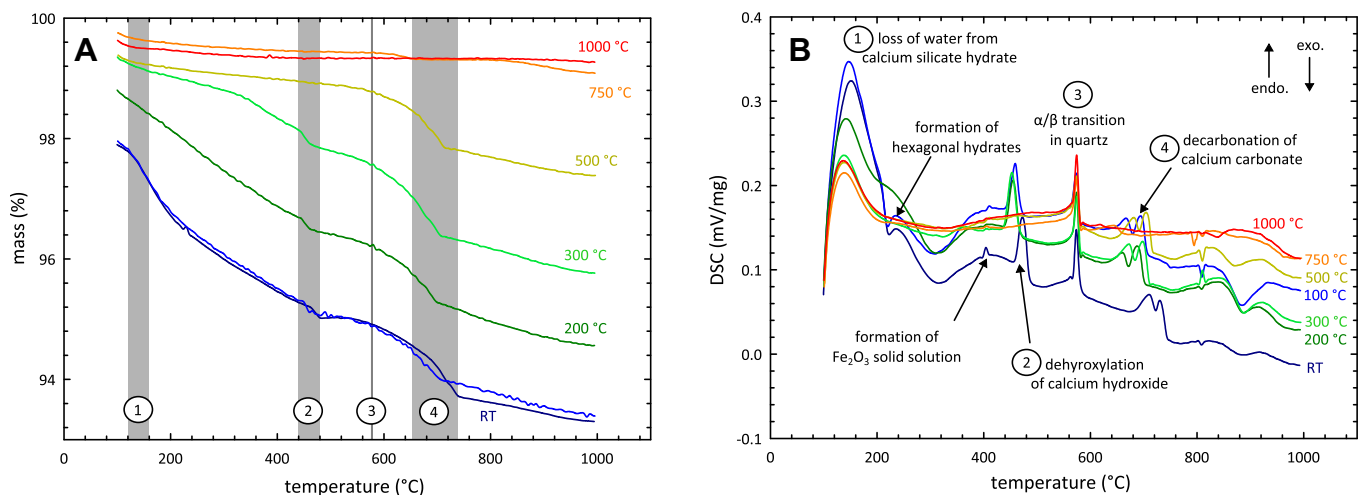 A
100
98
96
94
mass (%)
0
200
400
600
800
1000
temperature (°C)
1000 °C
750 °C
500 °C
300 °C
200 °C
RT
1
2
3
4
B
0.4
0.3
0.2
0.1
0.0
-0.1
DSC (mV/mg)
0
200
400
600
800
1000
temperature (°C)
1 loss of water from
calcium silicate hydrate
exo.
endo.
3
α/β transition
in quartz
formation of
hexagonal hydrates
4 decarbonation of
calcium carbonate
formation of
Fe₂O₃ solid solution
2 dehyroxylation
of calcium hydroxide
1000 °C
750 °C
500 °C
100 °C
300 °C
200 °C
RT